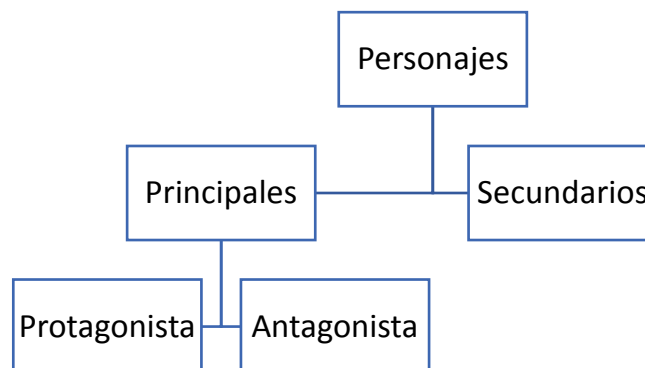 Personajes
Principales
Secundarios
Protagonista
Antagonista